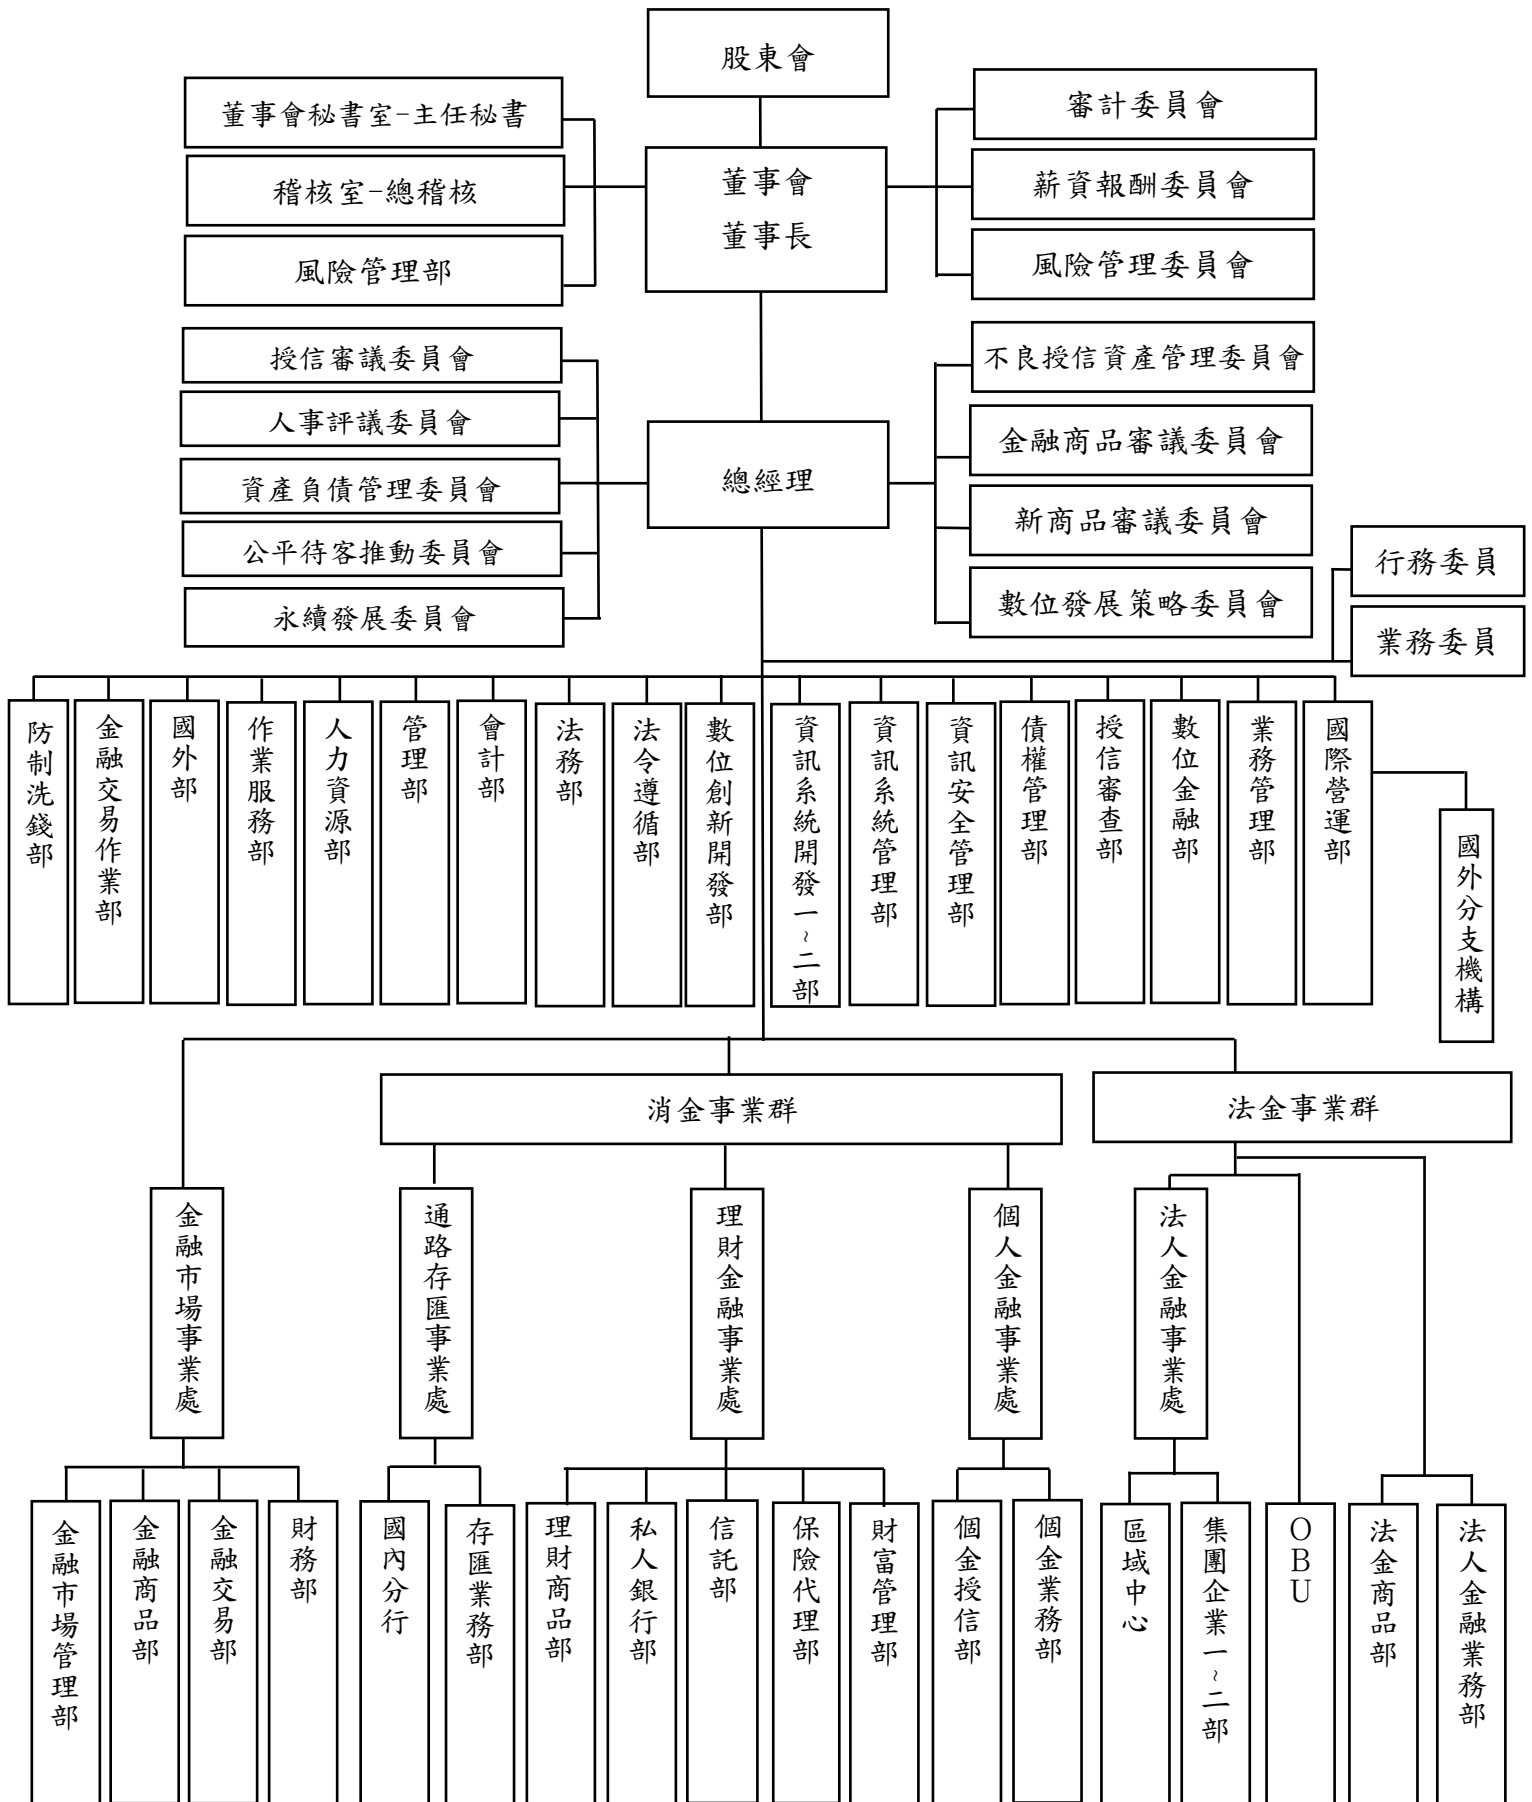 股東會
董事會秘書室-主任秘書
稽核室-總稽核
風險管理部
董事會
董事長
審計委員會
薪資報酬委員會
風險管理委員會
授信審議委員會
人事評議委員會
資產負債管理委員會
公平待客推動委員會
永續發展委員會
總經理
不良授信資產管理委員會
金融商品審議委員會
新商品審議委員會
數位發展策略委員會
行務委員
業務委員
防制洗錢部
金融交易作業部
國外部
作業服務部
人力資源部
管理部
會計部
法務部
法令遵循部
數位創新開發部
資訊系統開發一~二部
資訊系統管理部
資訊安全管理部
債權管理部
授信審查部
數位金融部
業務管理部
國際營運部
國外分支機構
消金事業群
法金事業群
金融市場事業處
通路存匯事業處
理財金融事業處
個人金融事業處
法人金融事業處
金融市場管理部
金融商品部
金融交易部
財務部
國內分行
存匯業務部
理財商品部
私人銀行部
信託部
保險代理部
財富管理部
個金授信部
個金業務部
區域中心
集團企業一~二部
OBU
法金商品部
法人金融業務部